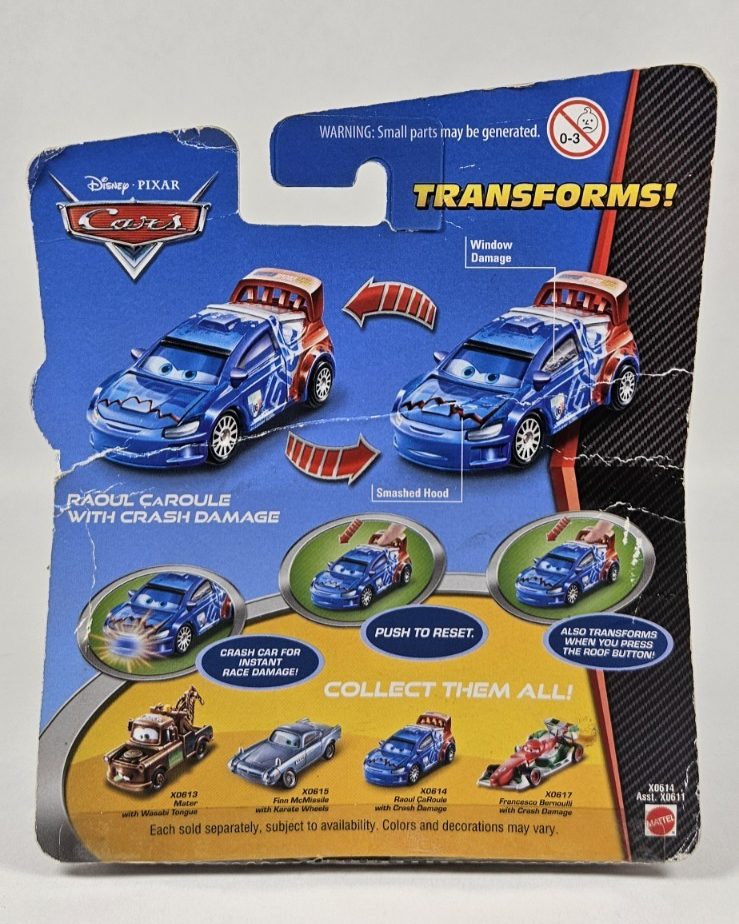 WARNING: Small parts may be generated.
0-3
Disney · PIXAR
Cars
TRANSFORMS!
Window
Damage
Smashed Hood
RAOUL CAROULE
WITH CRASH DAMAGE
CRASH CAR FOR
INSTANT
RACE DAMAGE!
PUSH TO RESET.
ALSO TRANSFORMS
WHEN YOU PRESS
THE ROOF BUTTON!
COLLECT THEM ALL!
X0613
Mater
with Wasabi Tongue
X0615
Finn McMissile
with Karate Wheels
X0614
Raoul CaRoule
with Crash Damage
X0617
Francesco Bernoulli
with Crash Damage
X0614
Asst. X0611
MATTEL
Each sold separately, subject to availability. Colors and decorations may vary.